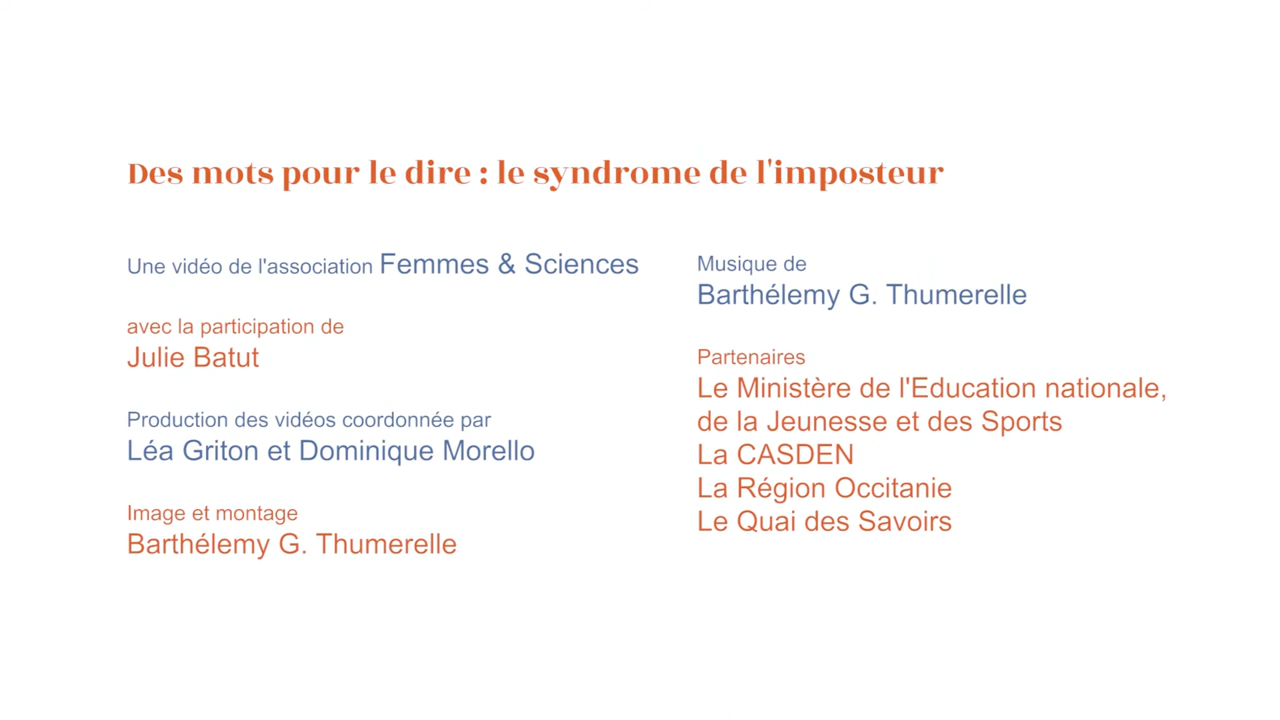 Des mots pour le dire : le syndrome de l'imposteur
Une vidéo de l'association Femmes & Sciences
avec la participation de
Julie Batut
Production des vidéos coordonnée par
Léa Griton et Dominique Morello
Image et montage
Barthélemy G. Thumerelle
Musique de
Barthélemy G. Thumerelle
Partenaires
Le Ministère de l'Education nationale,
de la Jeunesse et des Sports
La CASDEN
La Région Occitanie
Le Quai des Savoirs